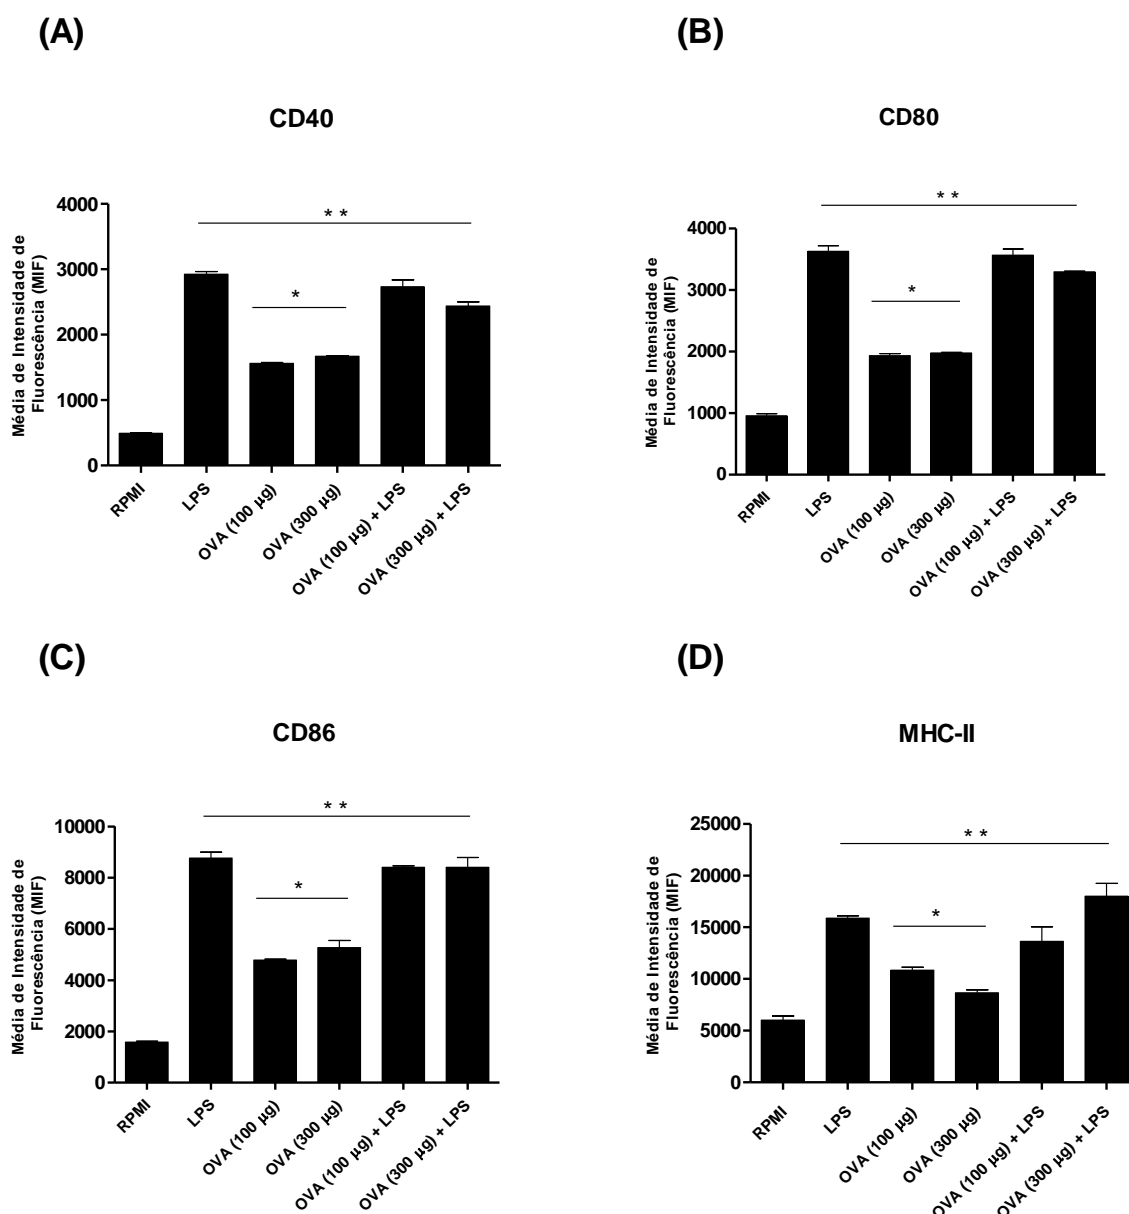 (A)
CD40
* *
*
Média de Intensidade de
Fluorescência (MIF)
4000
3000
2000
1000
0
RPMI
LPS
OVA (100 µg)
OVA (300 µg)
OVA (100 µg) + LPS
OVA (300 µg) + LPS
(B)
CD80
* *
*
Média de Intensidade de
Fluorescência (MIF)
4000
3000
2000
1000
0
RPMI
LPS
OVA (100 µg)
OVA (300 µg)
OVA (100 µg) + LPS
OVA (300 µg) + LPS
(C)
CD86
* *
*
Média de Intensidade de
Fluorescência (MIF)
10000
8000
6000
4000
2000
0
RPMI
LPS
OVA (100 µg)
OVA (300 µg)
OVA (100 µg) + LPS
OVA (300 µg) + LPS
(D)
MHC-II
* *
*
Média de Intensidade de
Fluorescência (MIF)
25000
20000
15000
10000
5000
0
RPMI
LPS
OVA (100 µg)
OVA (300 µg)
OVA (100 µg) + LPS
OVA (300 µg) + LPS